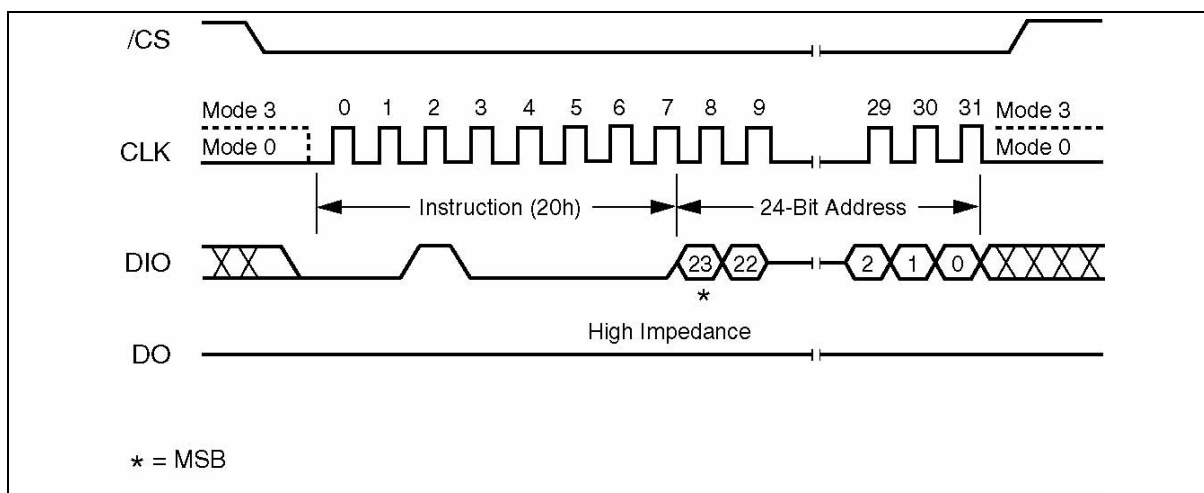 /CS
Mode 3
0 1 2 3 4 5 6 7 8 9 29 30 31
Mode 3
CLK
Mode 0
Mode 0
Instruction (20h)
24-Bit Address
DIO
23 22 2 1 0
*
High Impedance
DO
* = MSB